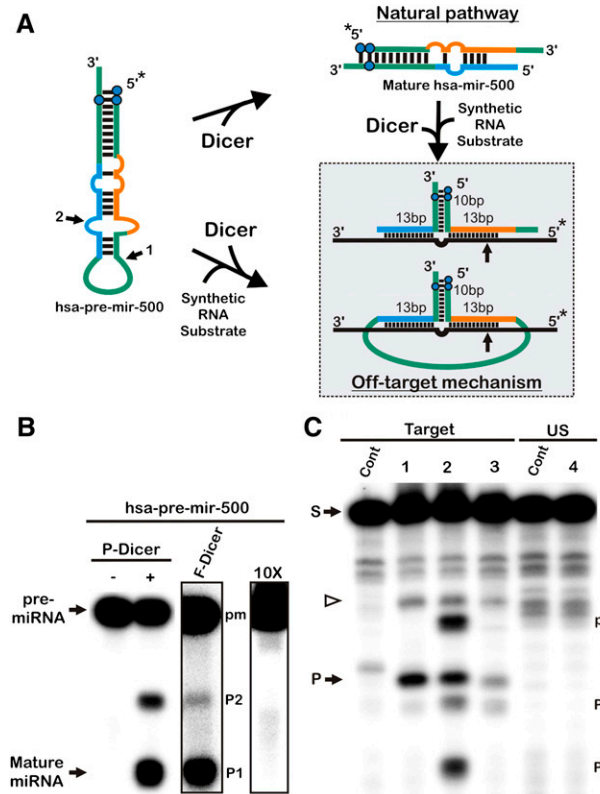 A
3'
5'*
Dicer
2
1
hsa-pre-mir-500
Dicer
Synthetic
RNA
Substrate
Natural pathway
*5'
3'
3'
5'
Mature hsa-mir-500
Dicer
Synthetic
RNA
Substrate
3'
5'
10bp
13bp
13bp
3'
5'*
3'
5'
10bp
13bp
13bp
3'
5'*
Off-target mechanism
B
hsa-pre-mir-500
P-Dicer
F-Dicer
10X
-
+
pre-
miRNA
pm
P2
Mature
miRNA
P1
C
Target
US
Cont
1
2
3
Cont
4
S
p
P
P
P